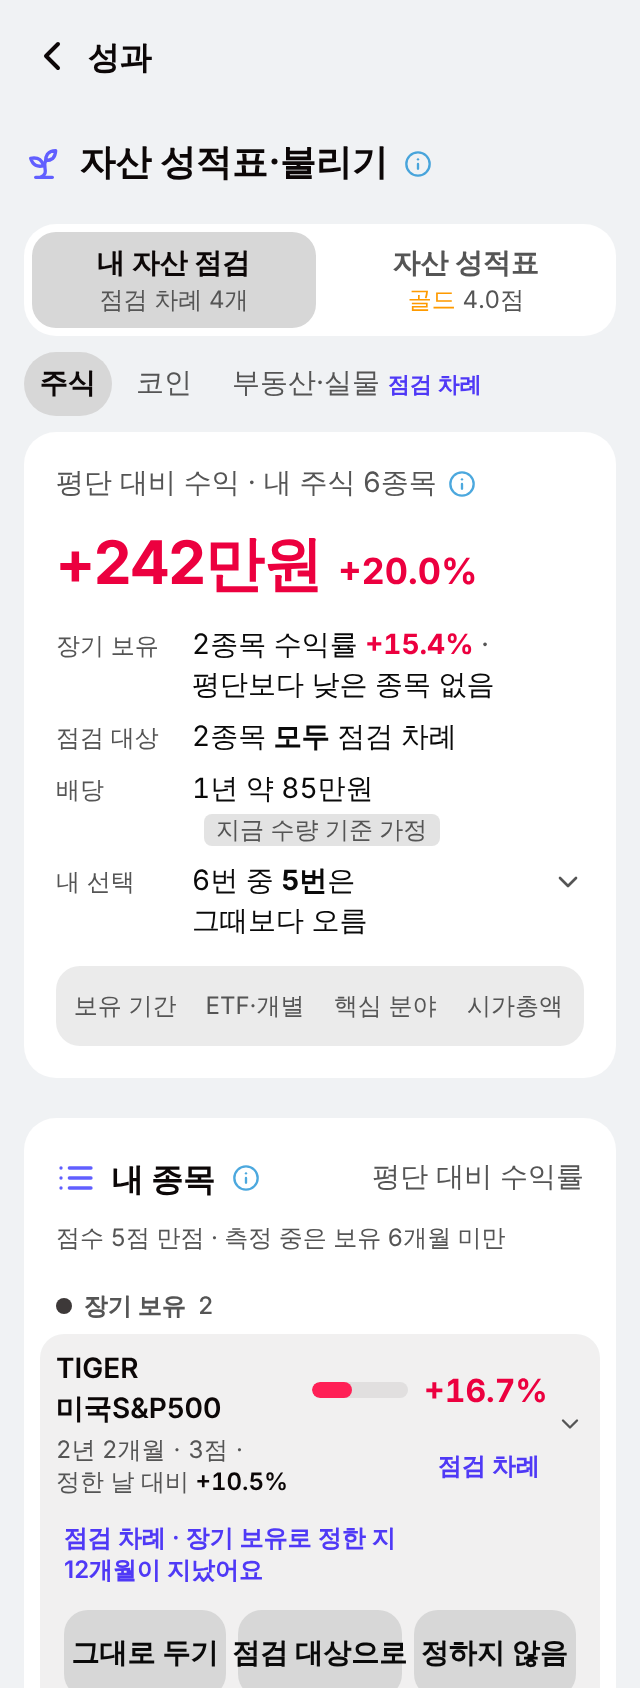 성과
자산 성적표·불리기
내 자산 점검
점검 차례 4개
자산 성적표
골드 4.0점
주식 코인 부동산·실물 점검 차례
평단 대비 수익 · 내 주식 6종목
+242만원 +20.0%
장기 보유 2종목 수익률 +15.4% ·
평단보다 낮은 종목 없음
점검 대상 2종목 모두 점검 차례
배당 1년 약 85만원
지금 수량 기준 가정
내 선택 6번 중 5번은
그때보다 오름
보유 기간 ETF·개별 핵심 분야 시가총액
내 종목 평단 대비 수익률
점수 5점 만점 · 측정 중은 보유 6개월 미만
장기 보유 2
TIGER
미국S&P500
+16.7%
2년 2개월 · 3점 ·
정한 날 대비 +10.5%
점검 차례
점검 차례 · 장기 보유로 정한 지
12개월이 지났어요
그대로 두기 점검 대상으로 정하지 않음